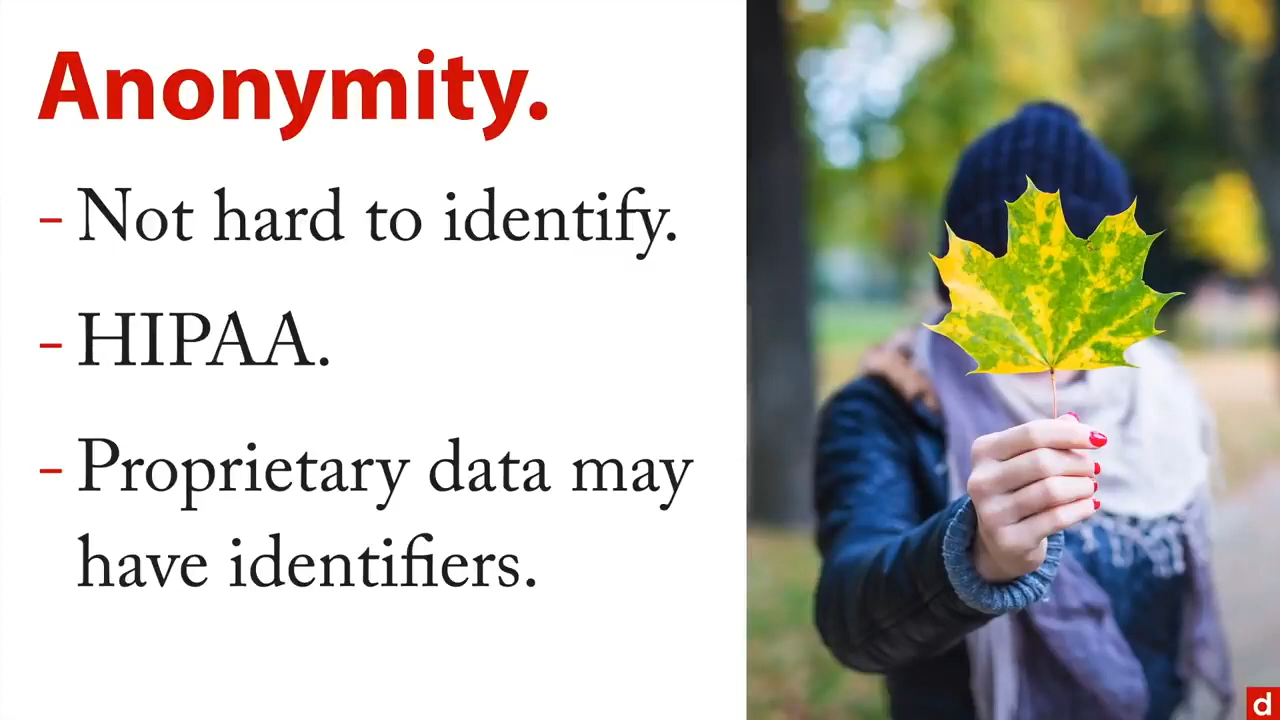 Anonymity.
- Not hard to identify.
- HIPAA.
- Proprietary data may
have identifiers.
d